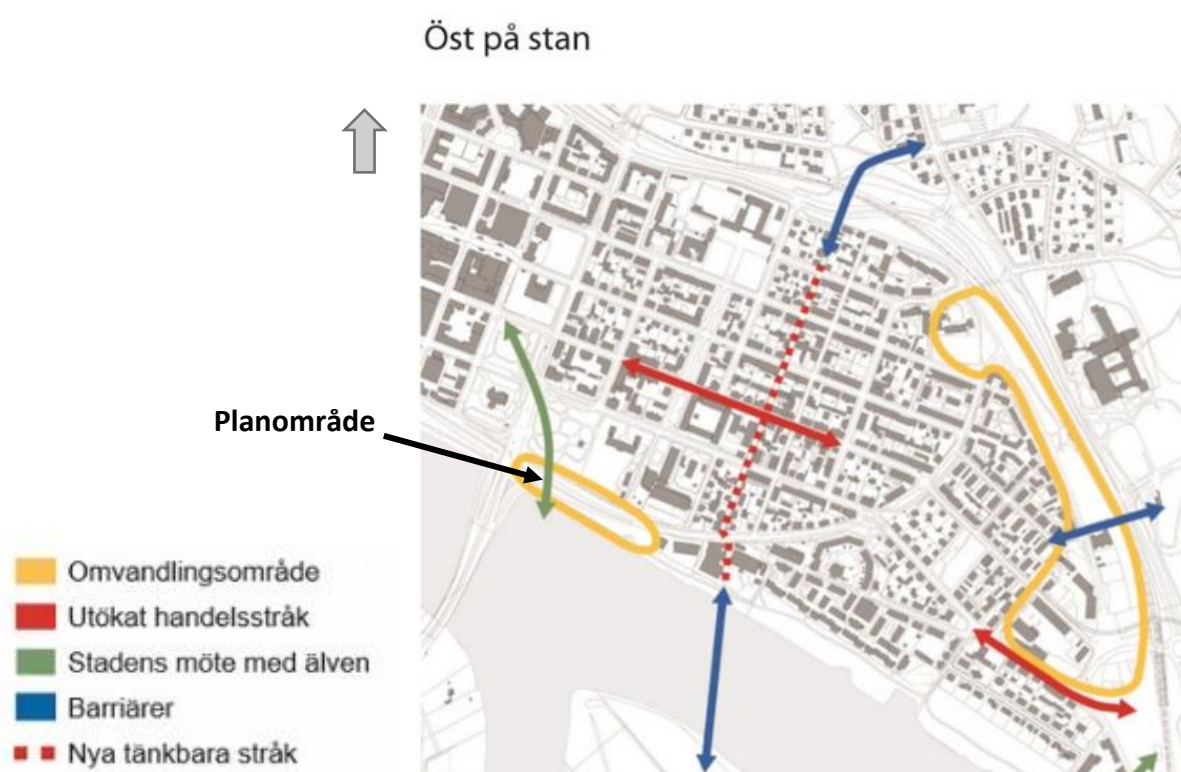 Öst på stan
Planområde
Omvandlingsområde
Utökat handelsstråk
Stadens möte med älven
Barriärer
Nya tänkbara stråk